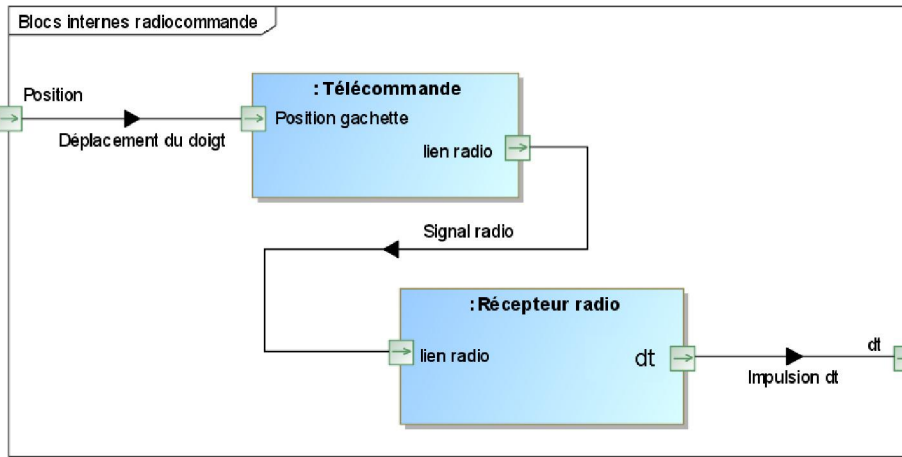 Blocs internes radiocommande
Position
Déplacement du doigt
: Télécommande
Position gachette
lien radio
Signal radio
: Récepteur radio
lien radio
dt
Impulsion dt
dt